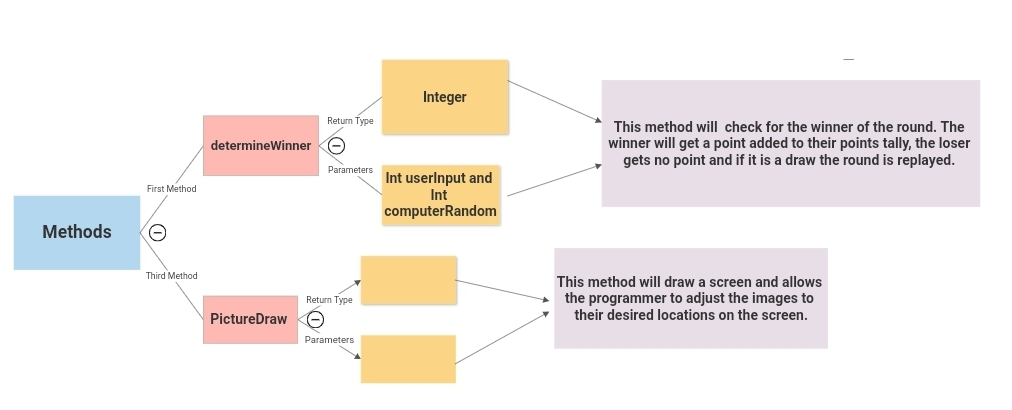 Methods
First Method
Third Method
determineWinner
Return Type
Parameters
Integer
Int userInput and
Int
computerRandom
This method will  check for the winner of the round. The
winner will get a point added to their points tally, the loser
gets no point and if it is a draw the round is replayed.
PictureDraw
Return Type
Parameters
This method will draw a screen and allows
the programmer to adjust the images to
their desired locations on the screen.